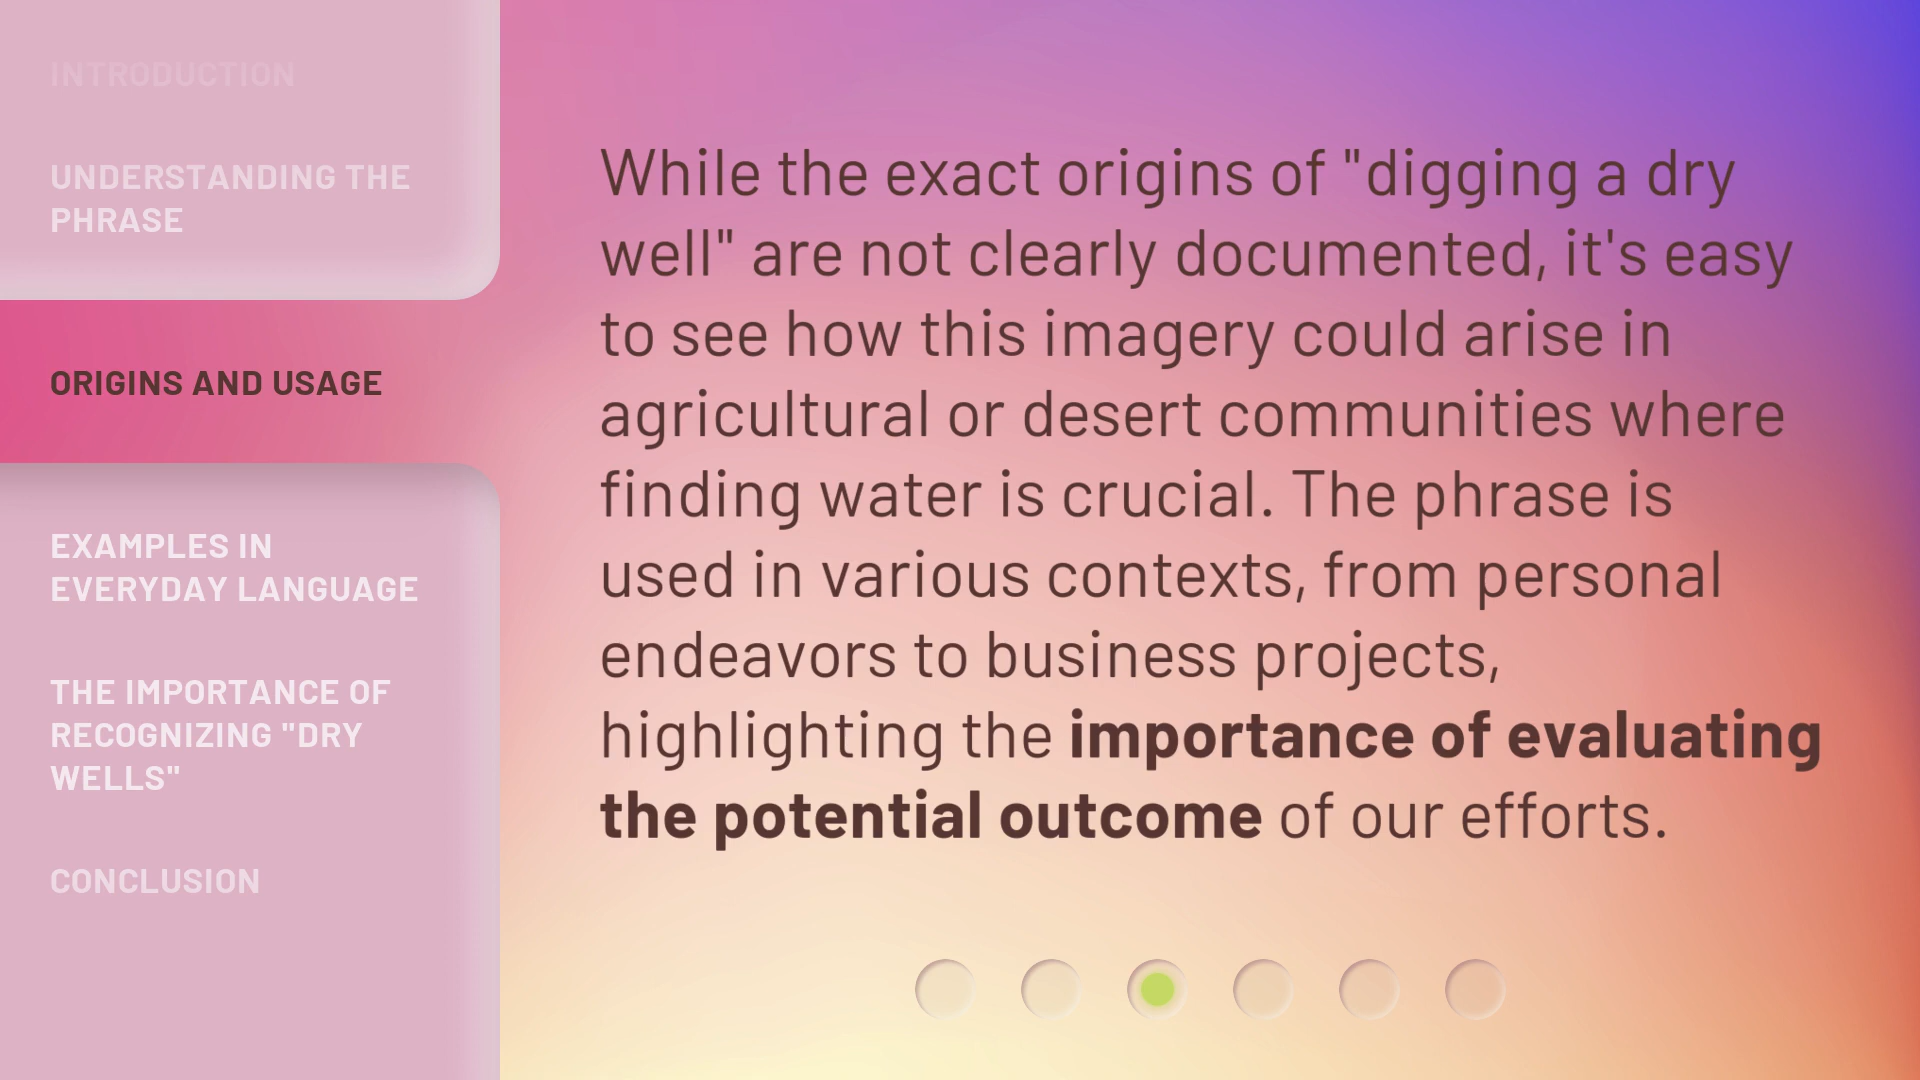 INTRODUCTION
UNDERSTANDING THE
PHRASE
ORIGINS AND USAGE
EXAMPLES IN
EVERYDAY LANGUAGE
THE IMPORTANCE OF
RECOGNIZING "DRY
WELLS"
CONCLUSION
While the exact origins of "digging a dry
well" are not clearly documented, it's easy
to see how this imagery could arise in
agricultural or desert communities where
finding water is crucial. The phrase is
used in various contexts, from personal
endeavors to business projects,
highlighting the importance of evaluating
the potential outcome of our efforts.